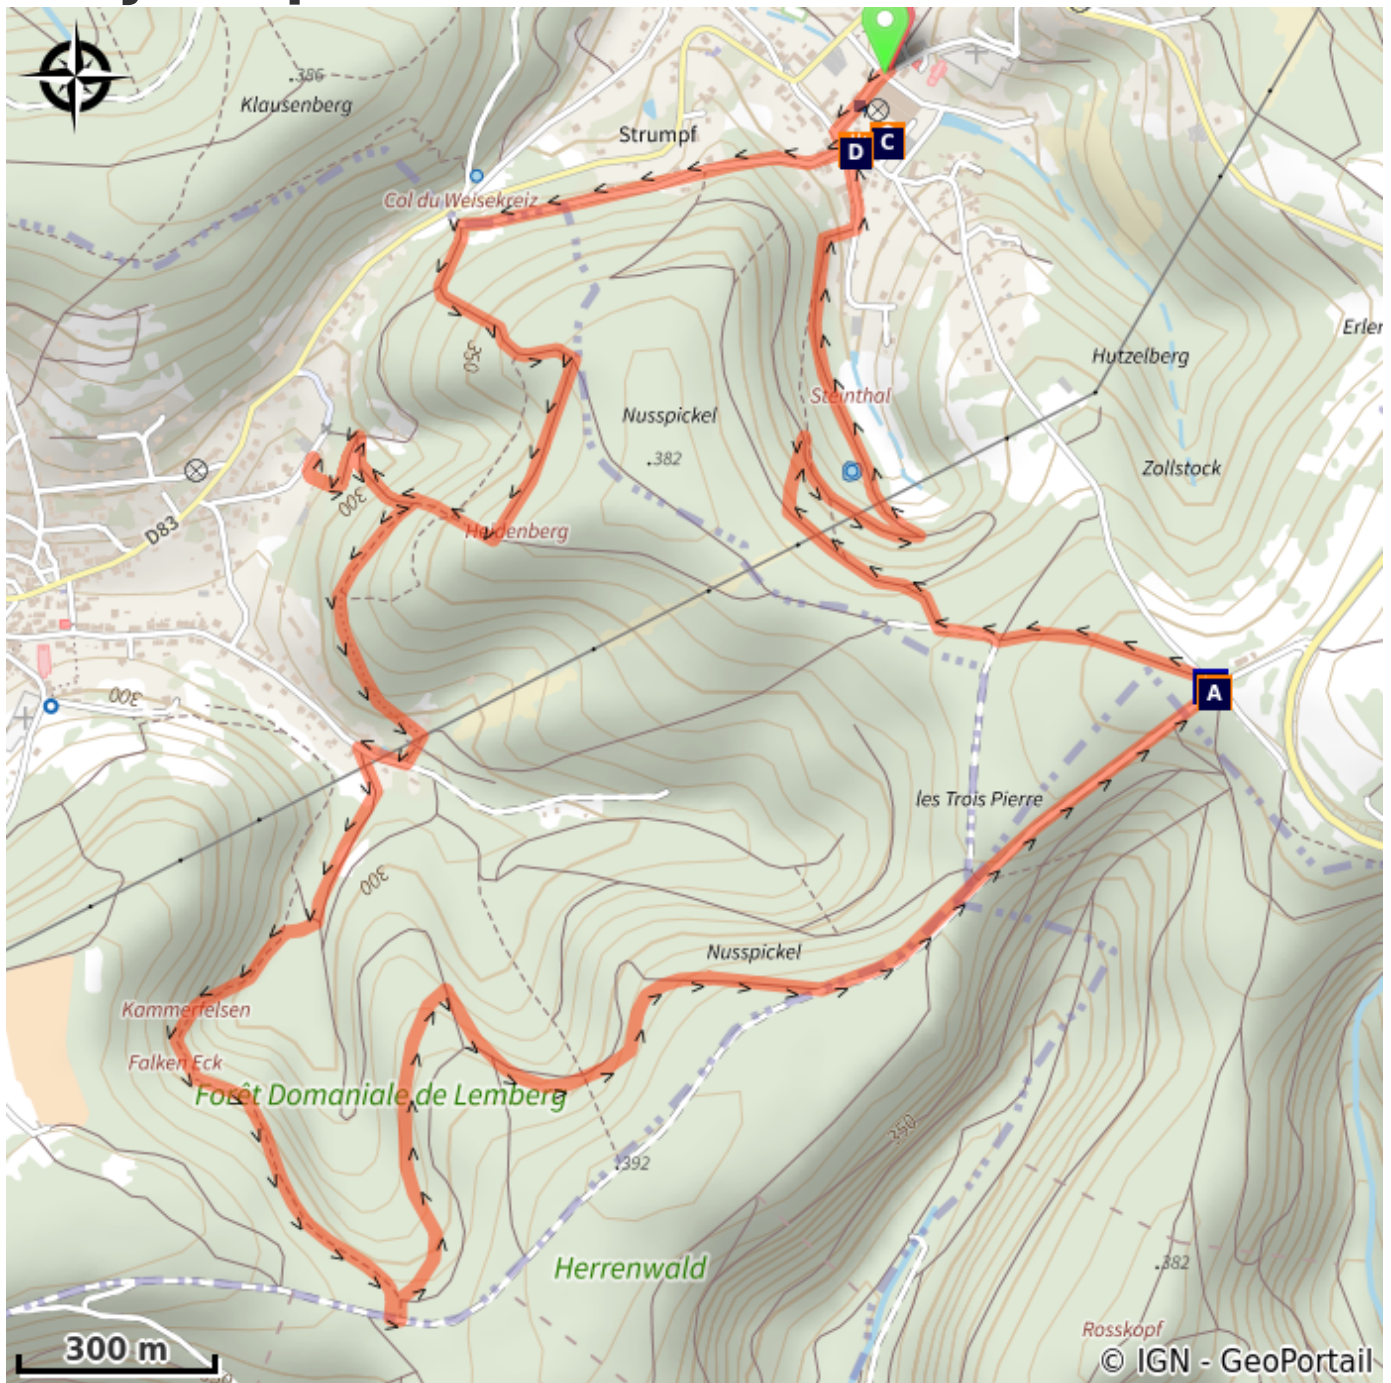 386
Klausenberg
Strumpf
D
C
Col du Weisekreiz
Erler
350
Hutzelberg
Steinthal
Nusspickel
382
Zollstock
300
D83
Heidenberg
300
A
les Trois Pierre
300
Nusspickel
Kammerfelsen
Falken Eck
Forêt Domaniale de Lemberg
350
392
Herrenwald
382
Rosskopf
300 m
© IGN - GeoPortail